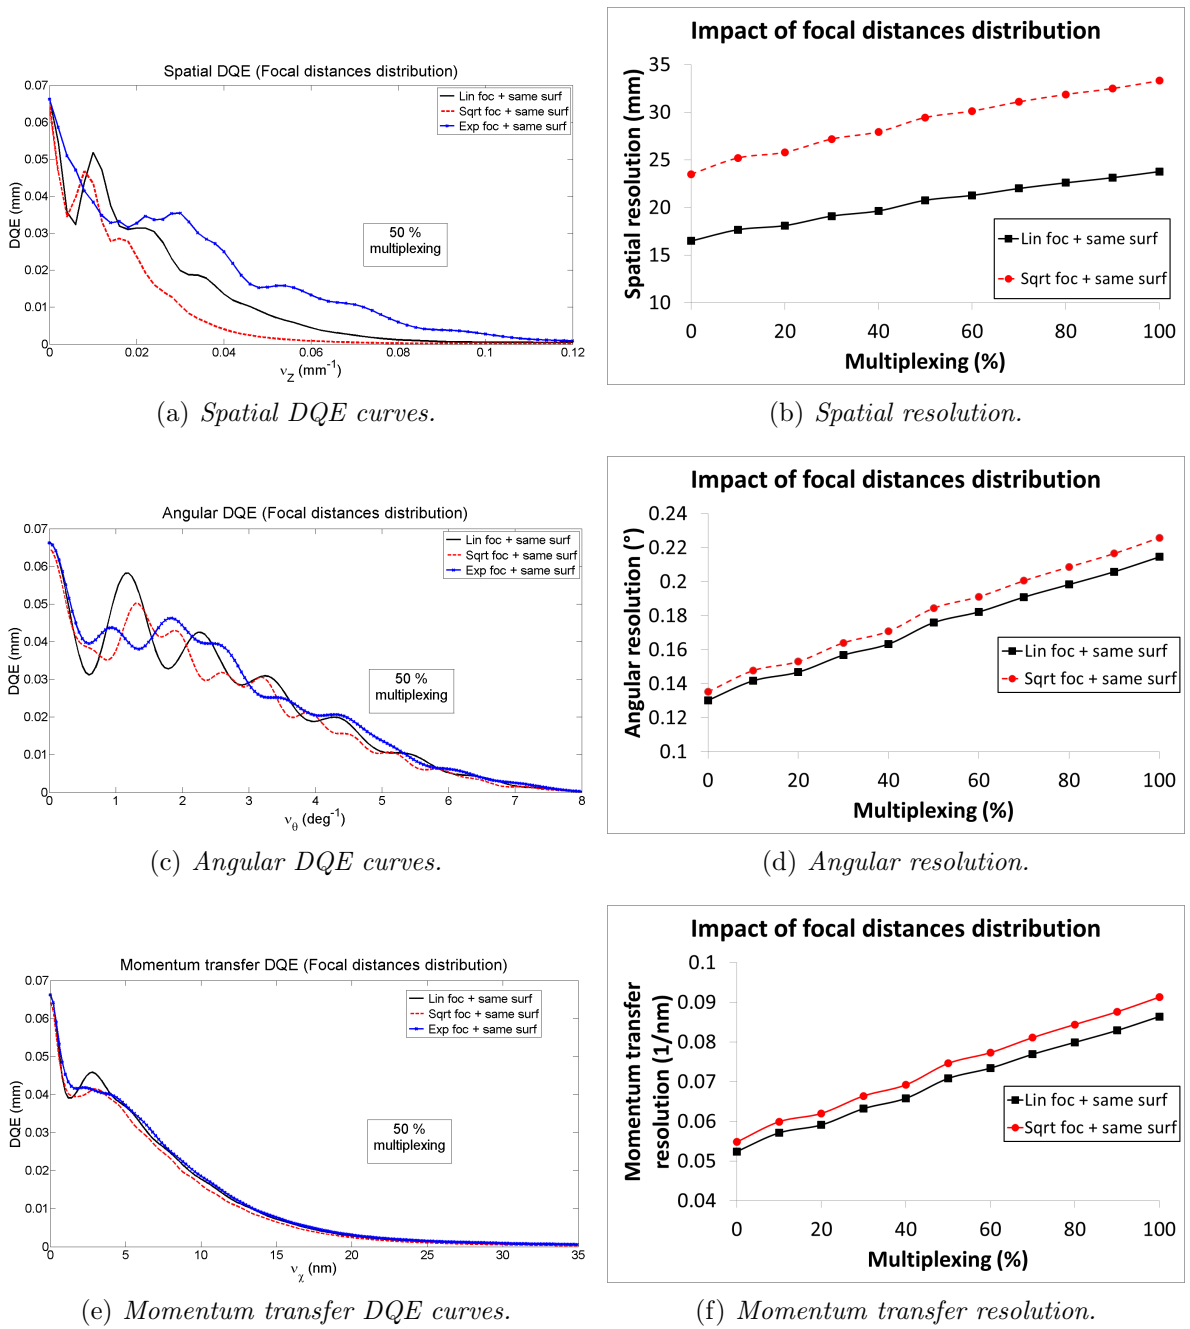 Spatial DQE (Focal distances distribution)
DQE (mm)
0.07
0.06
0.05
0.04
0.03
0.02
0.01
0
Lin foc + same surf
Sqrt foc + same surf
Exp foc + same surf
50 %
multiplexing
0 0.02 0.04 0.06 0.08 0.1 0.12
νZ (mm-1)
(a) Spatial DQE curves.
Impact of focal distances distribution
Spatial resolution (mm)
35
30
25
20
15
10
Lin foc + same surf
Sqrt foc + same surf
0 20 40 60 80 100
Multiplexing (%)
(b) Spatial resolution.
Angular DQE (Focal distances distribution)
DQE (mm)
0.07
0.06
0.05
0.04
0.03
0.02
0.01
0
Lin foc + same surf
Sqrt foc + same surf
Exp foc + same surf
50 %
multiplexing
0 1 2 3 4 5 6 7 8
νθ (deg-1)
(c) Angular DQE curves.
Impact of focal distances distribution
Angular resolution (°)
0.24
0.22
0.2
0.18
0.16
0.14
0.12
0.1
Lin foc + same surf
Sqrt foc + same surf
0 20 40 60 80 100
Multiplexing (%)
(d) Angular resolution.
Momentum transfer DQE (Focal distances distribution)
DQE (mm)
0.07
0.06
0.05
0.04
0.03
0.02
0.01
0
Lin foc + same surf
Sqrt foc + same surf
Exp foc + same surf
50 %
multiplexing
0 5 10 15 20 25 30 35
νχ (nm)
(e) Momentum transfer DQE curves.
Impact of focal distances distribution
Momentum transfer
resolution (1/nm)
0.1
0.09
0.08
0.07
0.06
0.05
0.04
Lin foc + same surf
Sqrt foc + same surf
0 20 40 60 80 100
Multiplexing (%)
(f) Momentum transfer resolution.